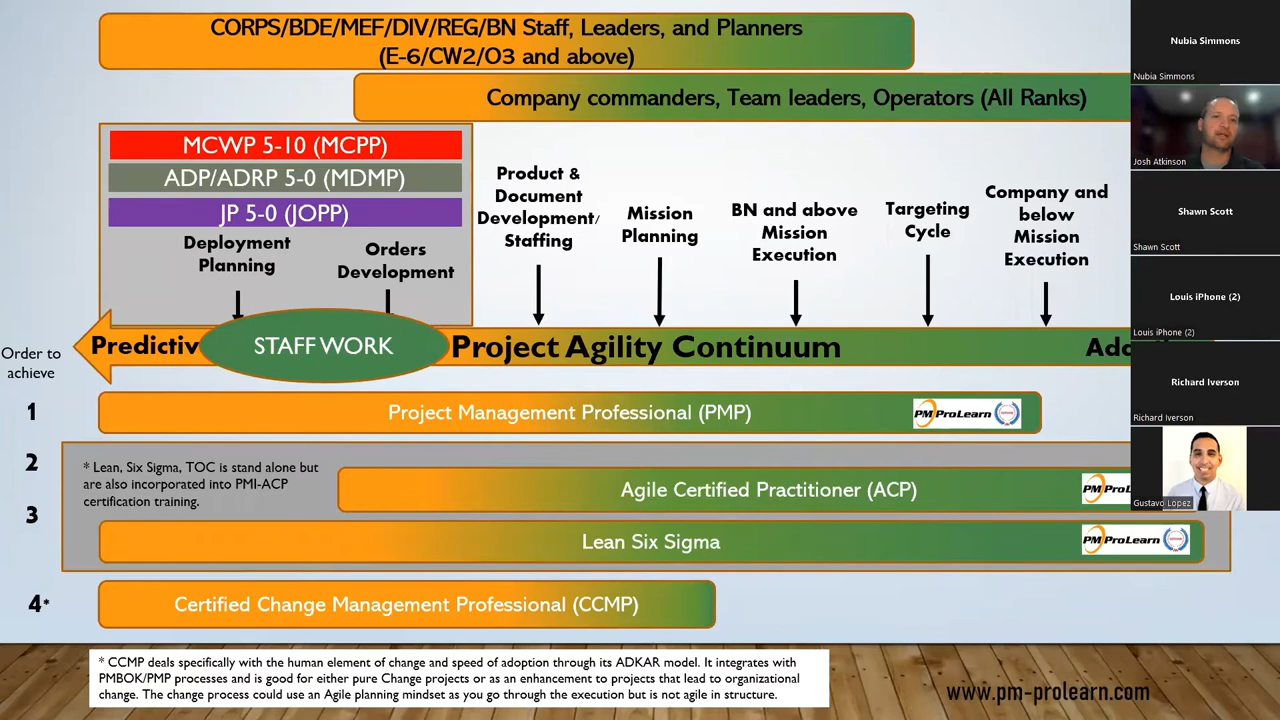 CORPS/BDE/MEF/DIV/REG/BN Staff, Leaders, and Planners
(E-6/CW2/O3 and above)
Company commanders, Team leaders, Operators (All Ranks)
MCWP 5-10 (MCPP)
ADP/ADRP 5-0 (MDMP)
JP 5-0 (JOPP)
Deployment
Planning
Orders
Development
Product &
Document
Development/
Staffing
Mission
Planning
BN and above
Mission
Execution
Targeting
Cycle
Company and
below
Mission
Execution
Predictiv
STAFF WORK
Project Agility Continuum
Order to
achieve
1
Project Management Professional (PMP)
PM ProLearn
2
* Lean, Six Sigma, TOC is stand alone but
are also incorporated into PMI-ACP
certification training.
Agile Certified Practitioner (ACP)
PM Pro
3
Lean Six Sigma
PM ProLearn
4*
Certified Change Management Professional (CCMP)
* CCMP deals specifically with the human element of change and speed of adoption through its ADKAR model. It integrates with
PMBOK/PMP processes and is good for either pure Change projects or as an enhancement to projects that lead to organizational
change. The change process could use an Agile planning mindset as you go through the execution but is not agile in structure.
www.pm-prolearn.com
Nubia Simmons
Nubia Simmons
Josh Atkinson
Shawn Scott
Shawn Scott
Louis iPhone (2)
Louis iPhone (2)
Richard Iverson
Richard Iverson
Gustavo Lopez